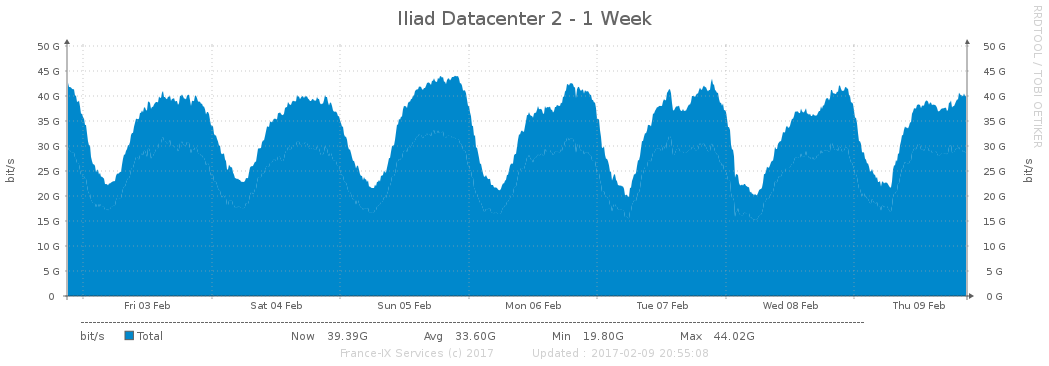 Iliad Datacenter 2 - 1 Week
RRDTOOL / TOBI OETIKER
50 G 50 G
45 G 45 G
40 G 40 G
35 G 35 G
30 G 30 G
25 G 25 G
20 G 20 G
15 G 15 G
10 G 10 G
5 G 5 G
0 0 G
bit/s bit/s
Fri 03 Feb Sat 04 Feb Sun 05 Feb Mon 06 Feb Tue 07 Feb Wed 08 Feb Thu 09 Feb
bit/s Total Now 39.39G Avg 33.60G Min 19.80G Max 44.02G
France-IX Services (c) 2017 Updated : 2017-02-09 20:55:08